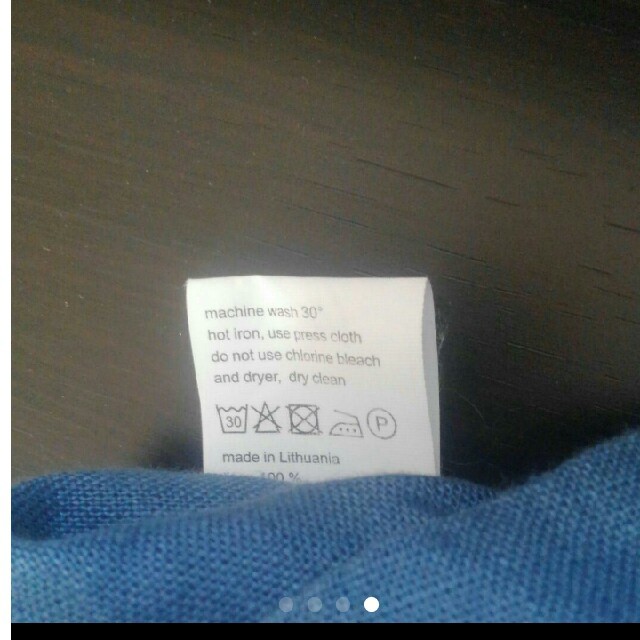 machine wash 30°
hot iron, use press cloth
do not use chlorine bleach
and dryer, dry clean
30 P
made in Lithuania
100 %